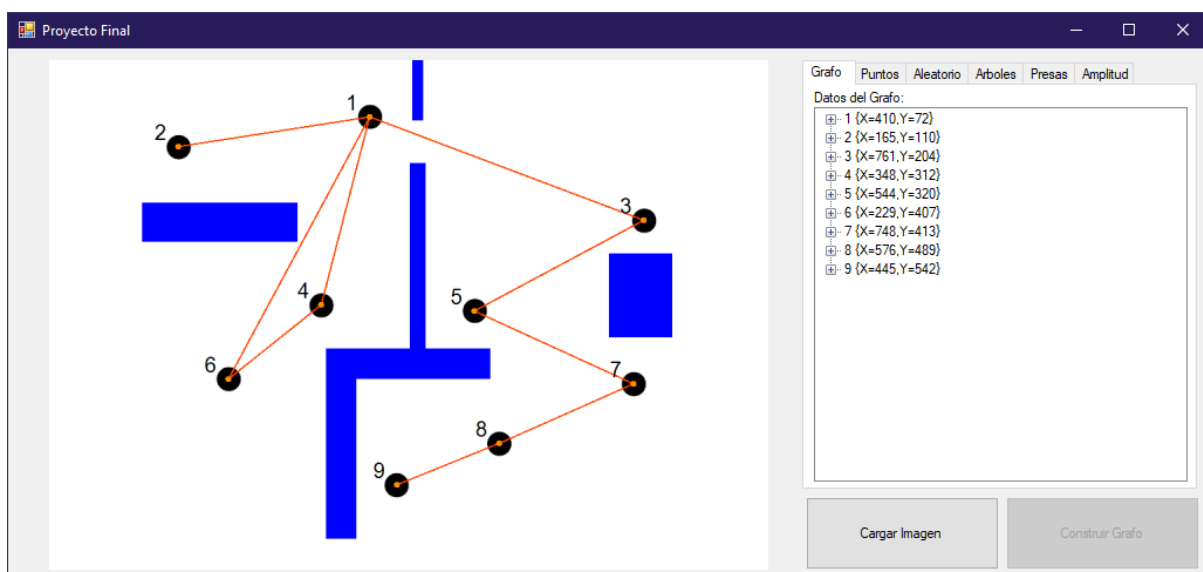 Proyecto Final
Grafo Puntos Aleatorio Arboles Presas Amplitud
Datos del Grafo:
1 {X=410,Y=72}
2 {X=165,Y=110}
3 {X=761,Y=204}
4 {X=348,Y=312}
5 {X=544,Y=320}
6 {X=229,Y=407}
7 {X=748,Y=413}
8 {X=576,Y=489}
9 {X=445,Y=542}
1
2
3
4
5
6
7
8
9
Cargar Imagen
Construir Grafo